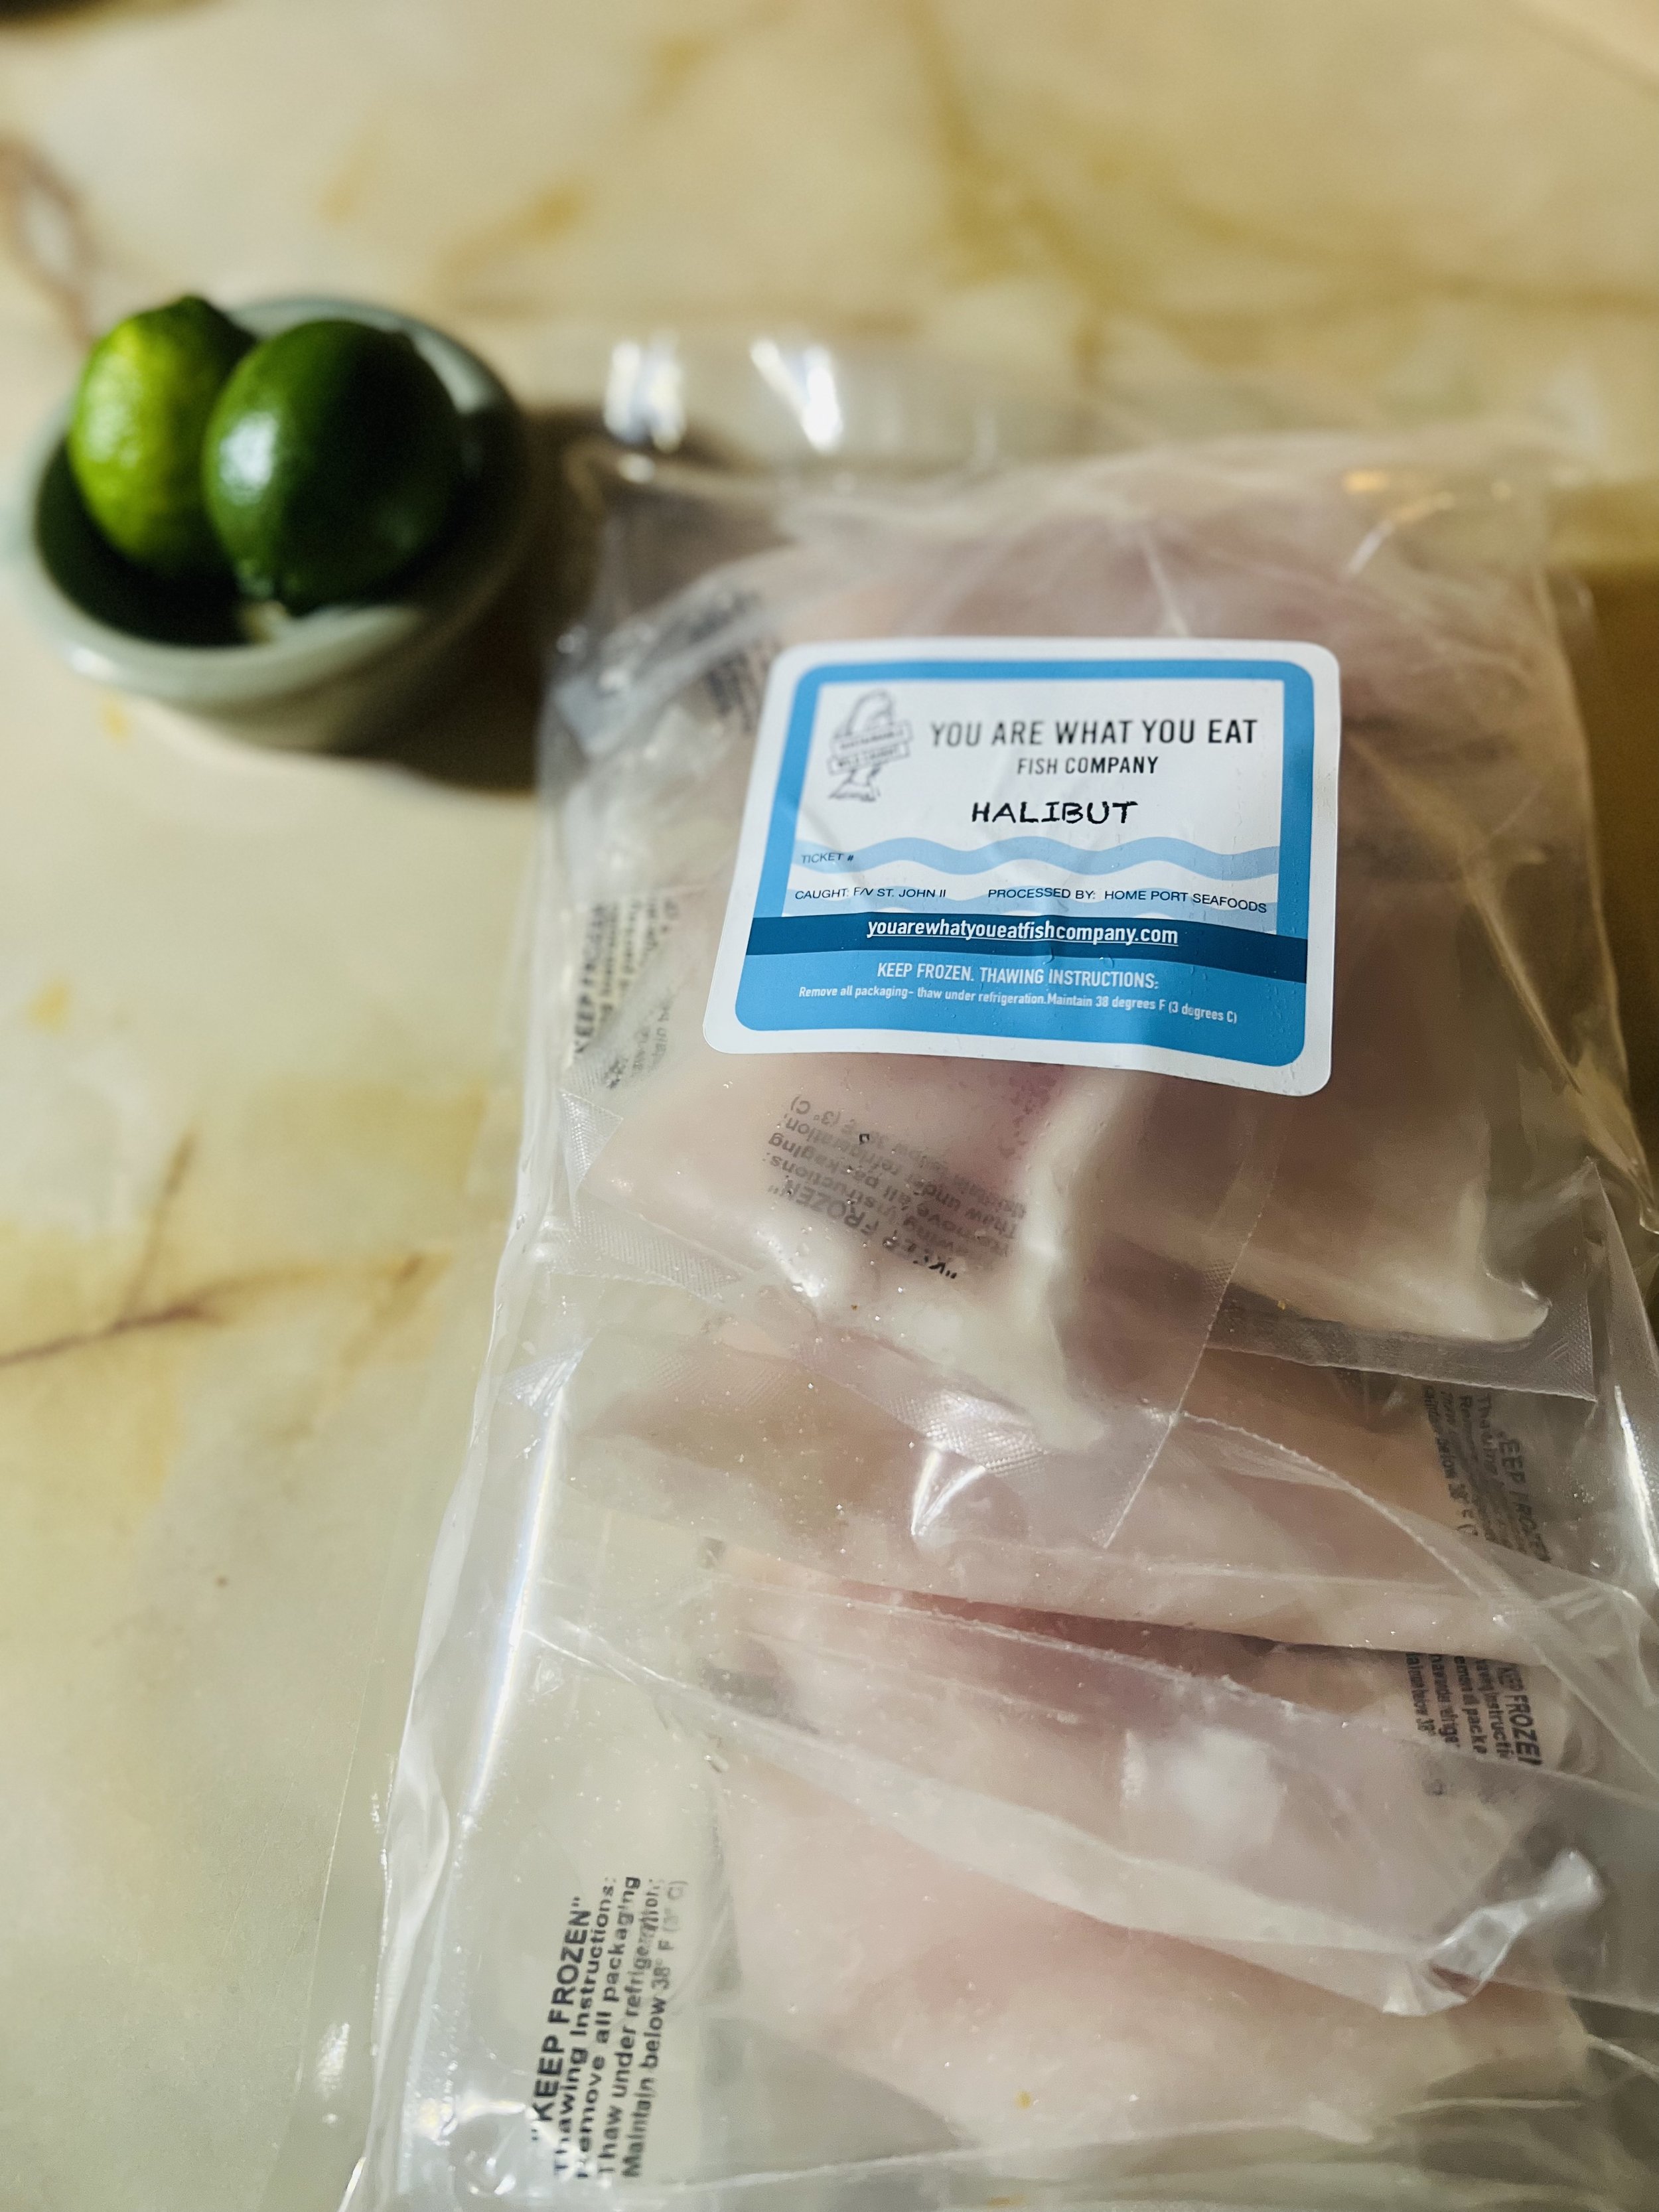 YOU ARE WHAT YOU EAT
FISH COMPANY
HALIBUT
TICKET #
CAUGHT: F/V ST. JOHN II PROCESSED BY: HOME PORT SEAFOODS
youarewhatyoueatfishcompany.com
KEEP FROZEN. THAWING INSTRUCTIONS:
Remove all packaging- thaw under refrigeration.Maintain 38 degrees F (3 degrees C)
"KEEP FROZEN"
Thawing Instructions:
Remove all packaging
Thaw under refrigeration,
Maintain below 38° F (3° C)
KEEP FROZEN